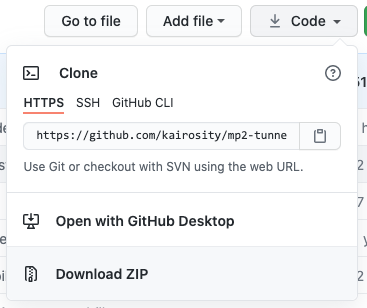 Go to file Add file Code
Clone
HTTPS SSH GitHub CLI
https://github.com/kairosity/mp2-tunne
Use Git or checkout with SVN using the web URL.
Open with GitHub Desktop
Download ZIP